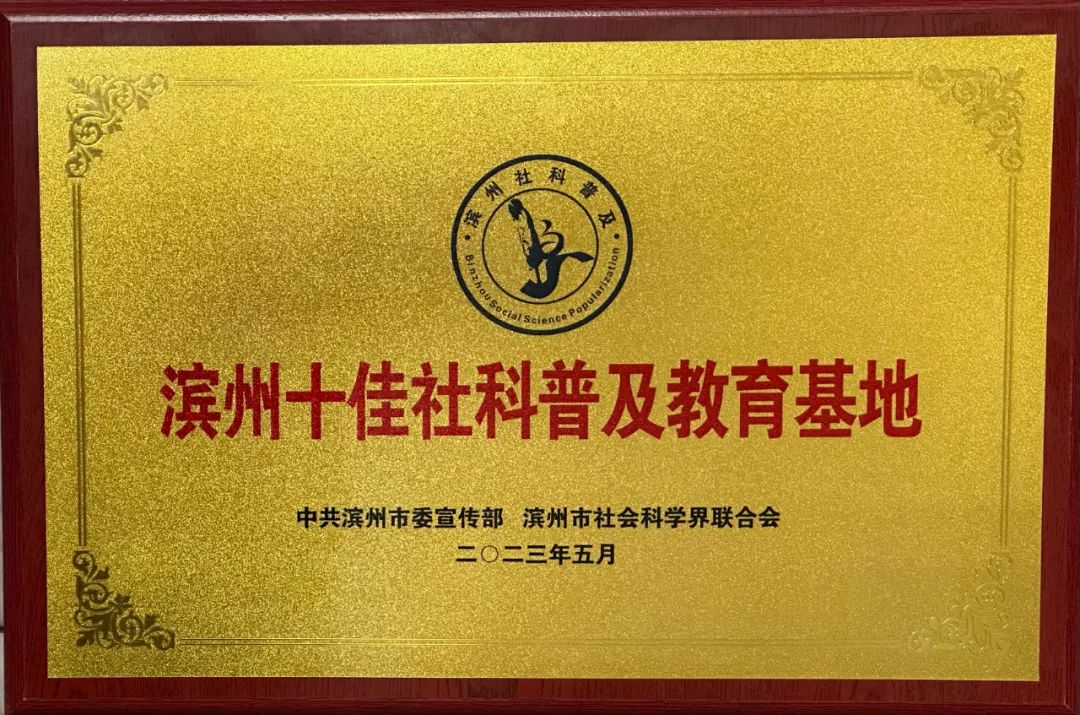 ·滨州社科普及·
Binzhou Social Science Popularization
滨州十佳社科普及教育基地
中共滨州市委宣传部 滨州市社会科学界联合会
二〇二三年五月